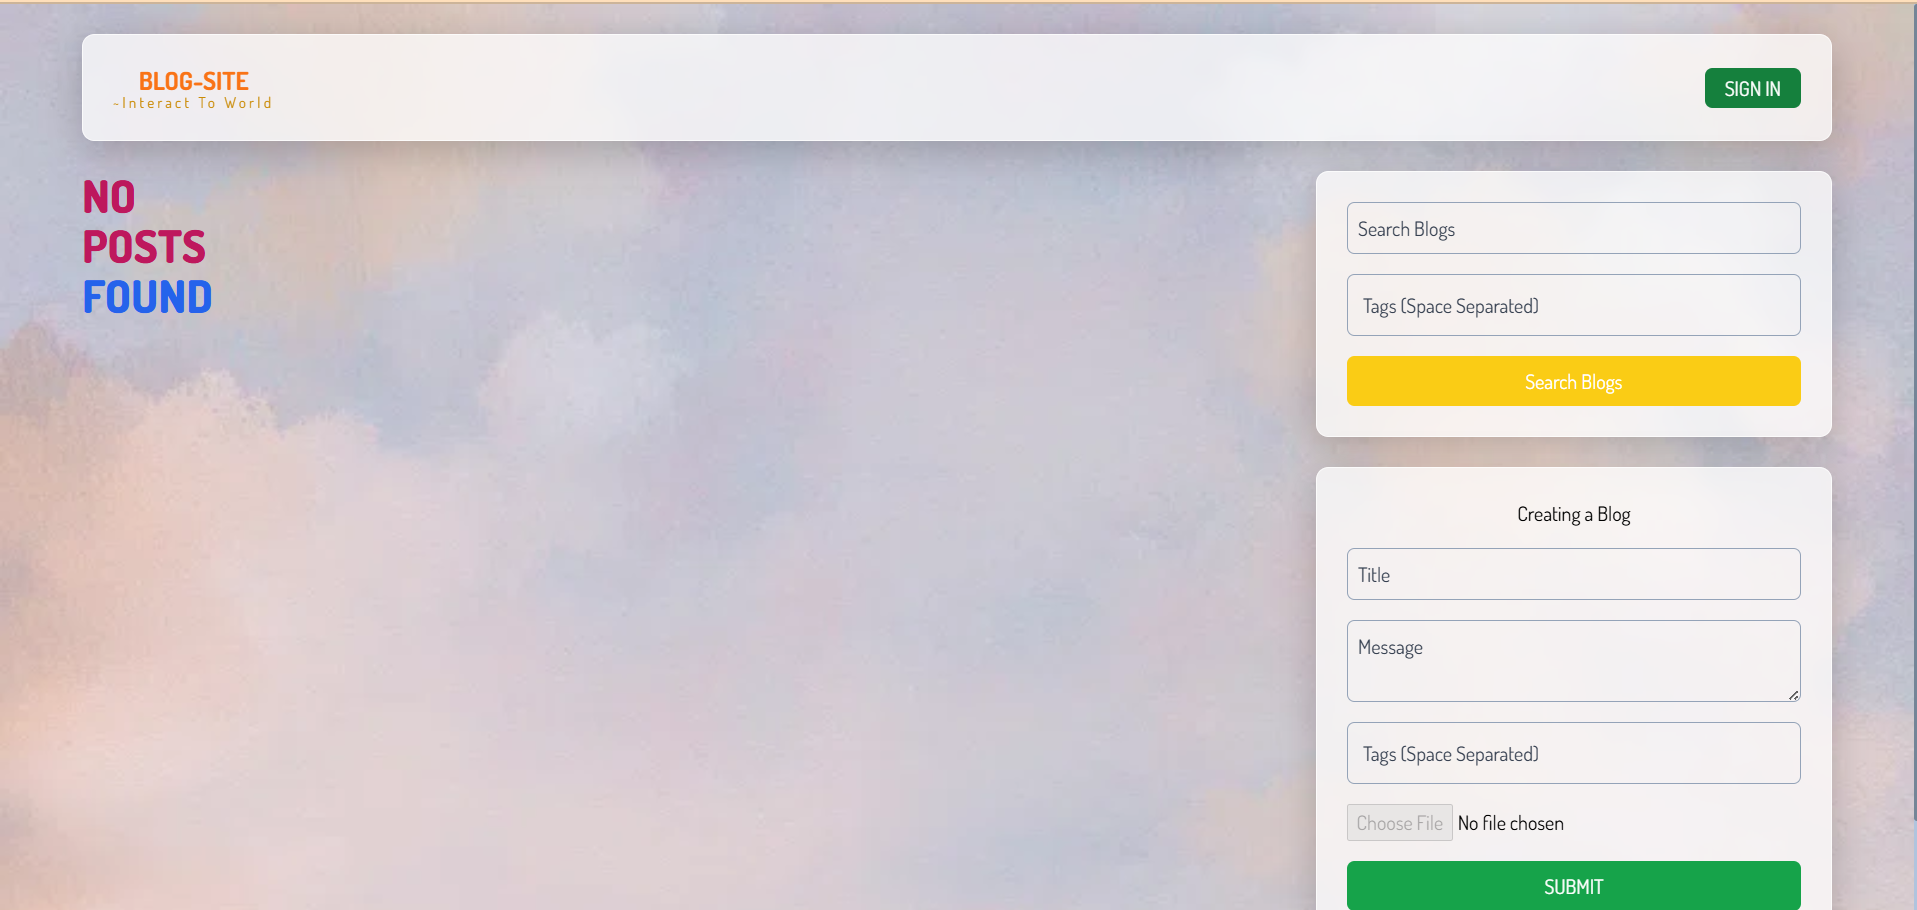 BLOG-SITE
~Interact To World
SIGN IN
NO
POSTS
FOUND
Search Blogs
Tags (Space Separated)
Search Blogs
Creating a Blog
Title
Message
Tags (Space Separated)
Choose File No file chosen
SUBMIT